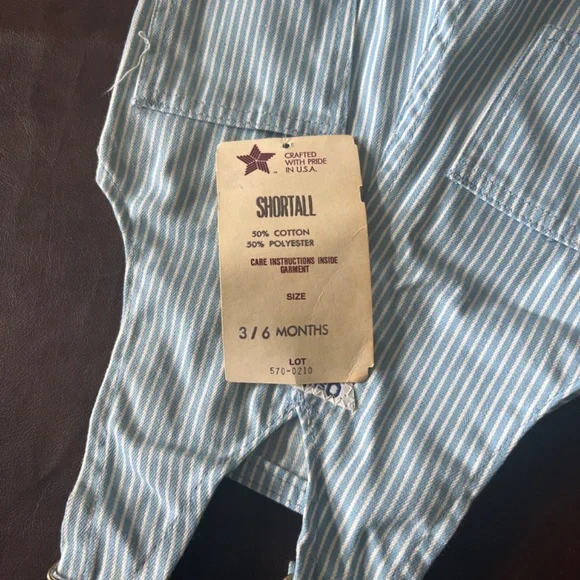 CRAFTED
WITH PRIDE
IN U.S.A.
SHORTALL
50% COTTON
50% POLYESTER
CARE INSTRUCTIONS INSIDE
GARMENT
SIZE
3/6 MONTHS
LOT
570-0210